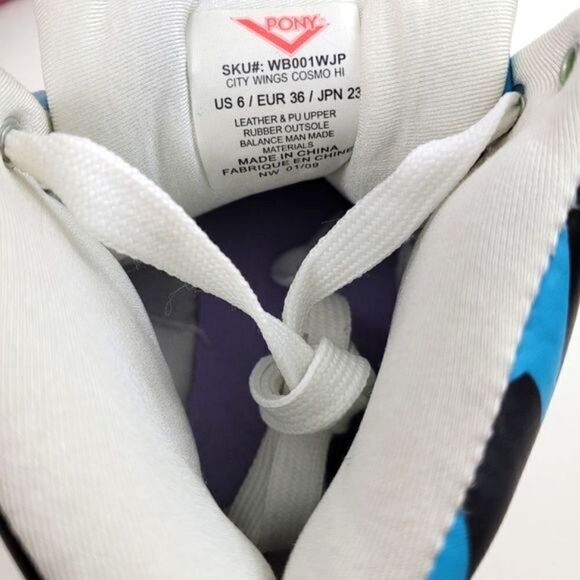 PONY
SKU#: WB001WJP
CITY WINGS COSMO HI
US 6 / EUR 36 / JPN 23
LEATHER & PU UPPER
RUBBER OUTSOLE
BALANCE MAN MADE
MATERIALS
MADE IN CHINA
FABRIQUE EN CHINE
NW 01/09